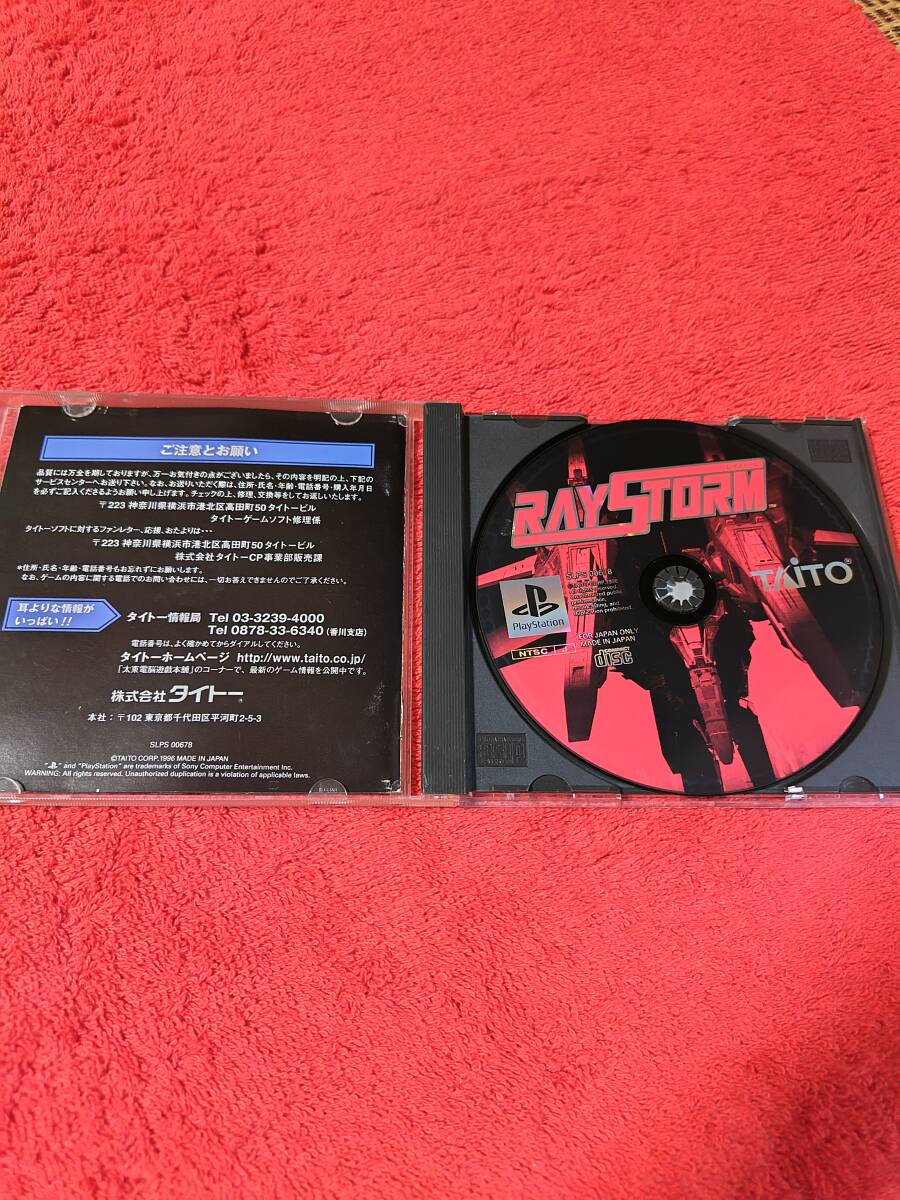 ご注意とお願い
品質には万全を期しておりますが、万一お気付きの点がございましたら、その内容を明記の上、下記の
サービスセンターへお送り下さい。なお、お送りいただく際は、住所・氏名・年齢・電話番号・購入年月日
を必ずご記入くださるようお願い申し上げます。チェックの上、修理、交換等をしてお返しいたします。
〒223 神奈川県横浜市港北区高田町50 タイトービル
タイトーゲームソフト修理係
タイトーソフトに対するファンレター、応援、おたよりは…
〒223 神奈川県横浜市港北区高田町50 タイトービル
株式会社タイトーCP事業部販売課
*住所・氏名・年齢・電話番号もお忘れずにお願いします。
なお、ゲームの内容に関する電話でのお問い合わせには、一切お答えできませんのでご了承ください。
耳よりな情報が
いっぱい!!
タイトー情報局 Tel 03-3239-4000
Tel 0878-33-6340 (香川支店)
電話番号は、よく確かめてからダイアルしてください。
タイトーホームページ http://www.taito.co.jp/
「太東電脳遊戯本舗」のコーナーで、最新のゲーム情報を公開中です。
株式会社 タイトー
本社:〒102 東京都千代田区平河町2-5-3
SLPS 00678
©TAITO CORP. 1996 MADE IN JAPAN
"PS" and "PlayStation" are trademarks of Sony Computer Entertainment Inc.
WARNING: All rights reserved. Unauthorized duplication is a violation of applicable laws.
RAYSTORM™
TAITO®
SLPS 00678
PlayStation
FOR JAPAN ONLY
MADE IN JAPAN
NTSC J
COMPACT
disc